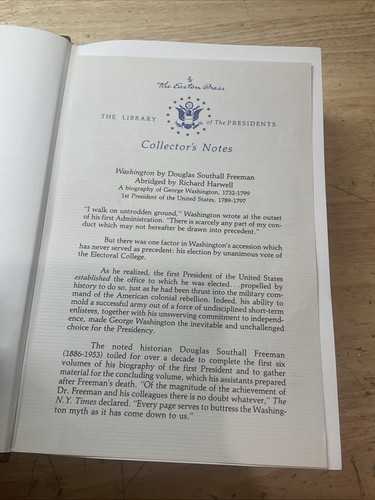 The Easton Press
THE LIBRARY of The PRESIDENTS
Collector's Notes
Washington by Douglas Southall Freeman
Abridged by Richard Harwell
A biography of George Washington, 1732-1799
1st President of the United States, 1789-1797
"I walk on untrodden ground," Washington wrote at the outset
of his first Administration. "There is scarcely any part of my con-
duct which may not hereafter be drawn into precedent."
But there was one factor in Washington's accession which
has never served as precedent: his election by unanimous vote of
the Electoral College.
As he realized, the first President of the United States
established the office to which he was elected. . .propelled by
history to do so, just as he had been thrust into the military com-
mand of the American colonial rebellion. Indeed, his ability to
mold a successful army out of a force of undisciplined short-term
enlistees, together with his unswerving commitment to independ-
ence, made George Washington the inevitable and unchallenged
choice for the Presidency.
The noted historian Douglas Southall Freeman
(1886-1953) toiled for over a decade to complete the first six
volumes of his biography of the first President and to gather
material for the concluding volume, which his assistants prepared
after Freeman's death. "Of the magnitude of the achievement of
Dr. Freeman and his colleagues there is no doubt whatever," The
N.Y. Times declared. "Every page serves to buttress the Washing-
ton myth as it has come down to us."